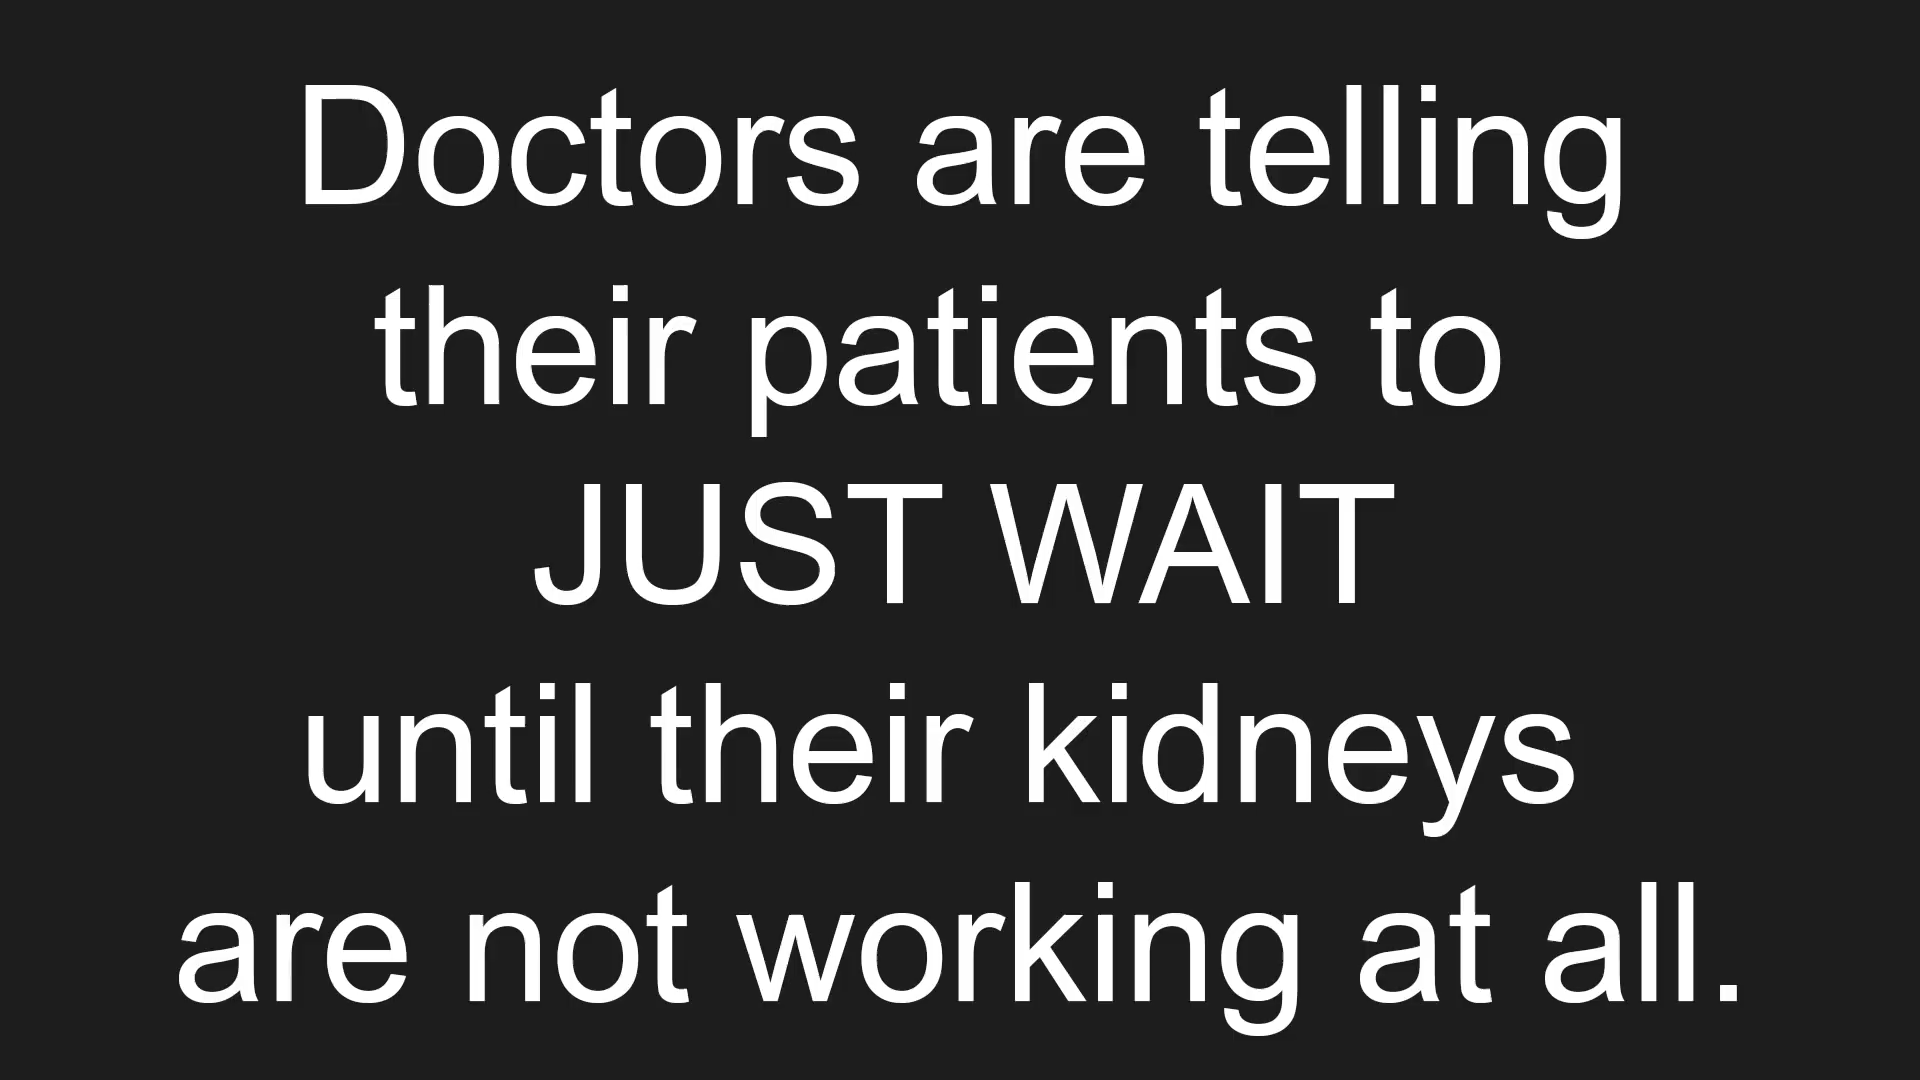 Doctors are telling
their patients to
JUST WAIT
until their kidneys
are not working at all.